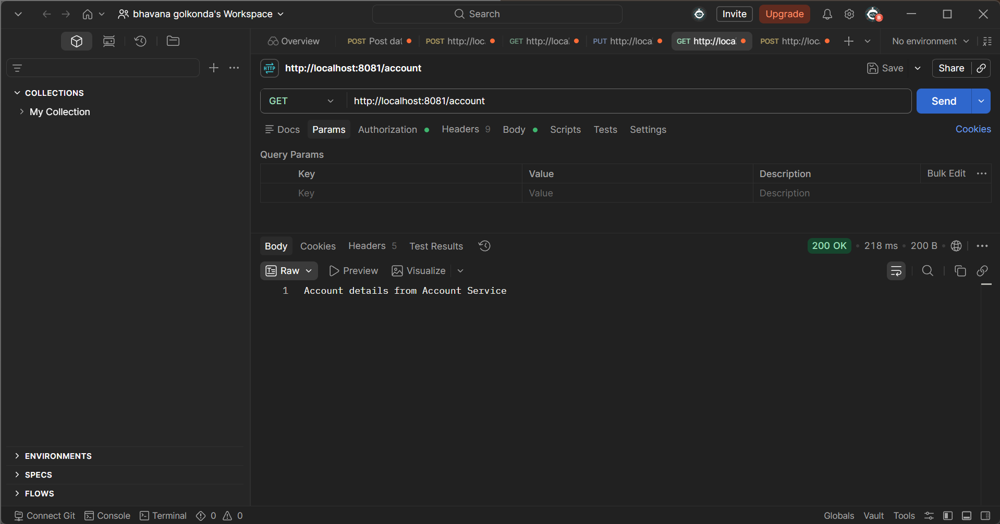 bhavana golkonda's Workspace
Search
Invite
Upgrade
B
Overview
POST Post dat
POST http://loc.
GET http://local
PUT http://local
GET http://local
POST http://loc.
No environment
HTTP http://localhost:8081/account
Save
Share
COLLECTIONS
My Collection
GET http://localhost:8081/account
Send
Docs Params Authorization Headers 9 Body Scripts Tests Settings
Cookies
Query Params
Key Value Description Bulk Edit
Key Value Description
Body Cookies Headers 5 Test Results
200 OK 218 ms 200 B
Raw Preview Visualize
1 Account details from Account Service
ENVIRONMENTS
SPECS
FLOWS
Connect Git Console Terminal 0 0
Globals Vault Tools